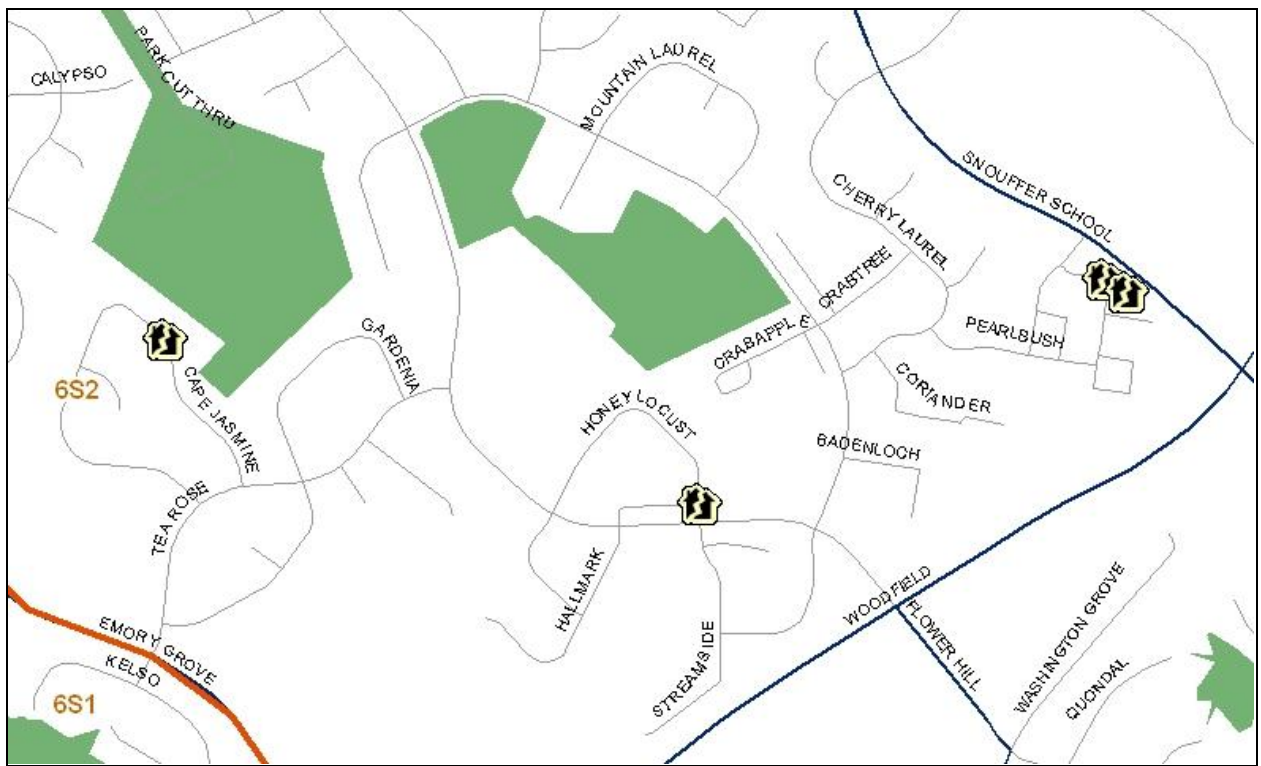 PARK CUT THRU
CALYPSO
MOUNTAIN LAUREL
SNOUFFER SCHOOL
CHERRY LAUREL
CRABTREE
CRABAPPLE
PEARLBUSH
GARDENIA
CORIANDER
6S2
CAPE JASMINE
HONEY LOCUST
BADENLOCH
TEA ROSE
HALLMARK
WOODFIELD
FLOWER HILL
WASHINGTON GROVE
STREAMSIDE
EMORY GROVE
KELSO
QUONDAL
6S1